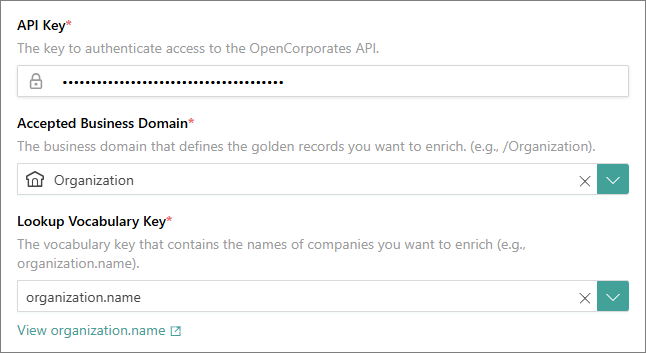 API Key*
The key to authenticate access to the OpenCorporates API.
••••••••••••••••••••••••••••••••••••••
Accepted Business Domain*
The business domain that defines the golden records you want to enrich. (e.g., /Organization).
Organization
Lookup Vocabulary Key*
The vocabulary key that contains the names of companies you want to enrich (e.g.,
organization.name).
organization.name
View organization.name